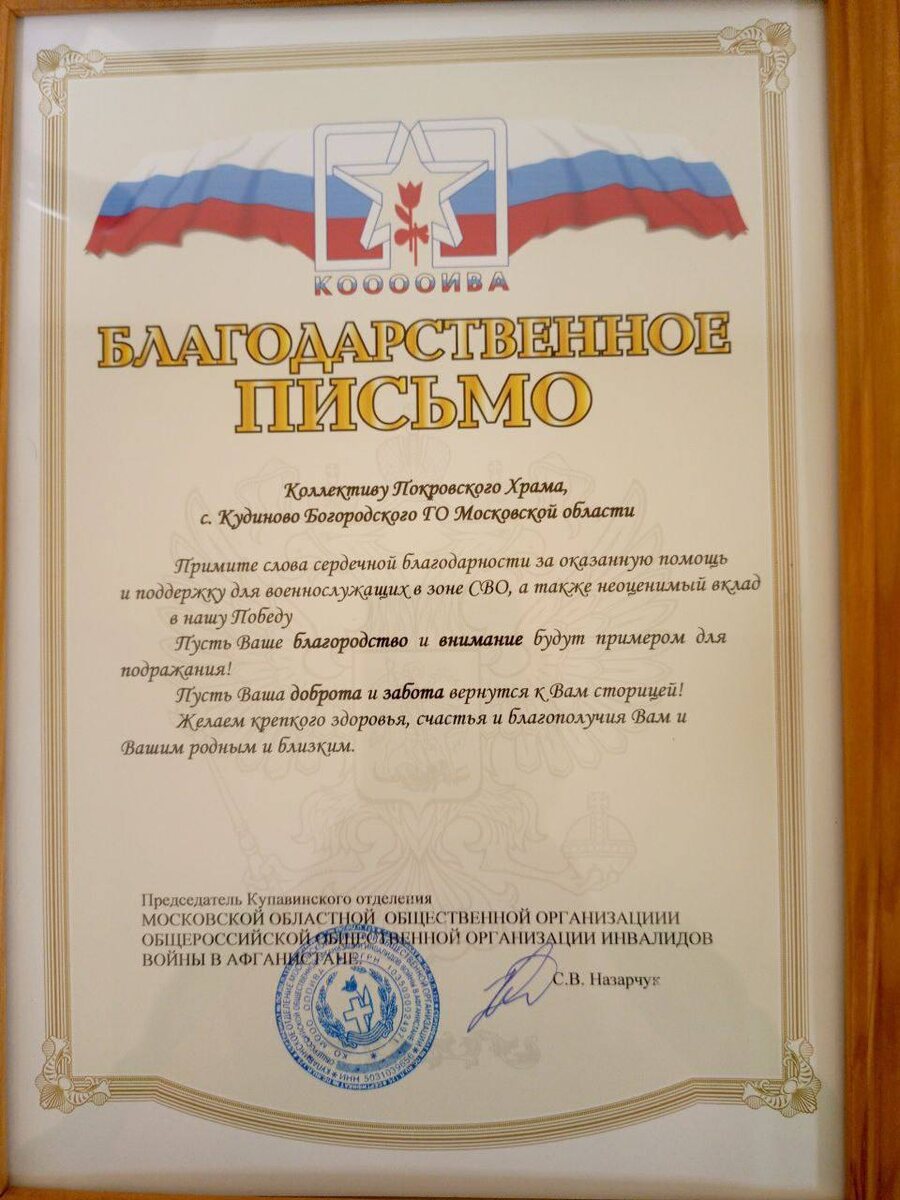 КООООИВА
БЛАГОДАРСТВЕННОЕ
ПИСЬМО
Коллективу Покровского Храма,
с. Кудиново Богородского ГО Московской области
Примите слова сердечной благодарности за оказанную помощь
и поддержку для военнослужащих в зоне СВО, а также неоценимый вклад
в нашу Победу
Пусть Ваше благородство и внимание будут примером для
подражания!
Пусть Ваша доброта и забота вернутся к Вам сторицей!
Желаем крепкого здоровья, счастья и благополучия Вам и
Вашим родным и близким.
Председатель Купавинского отделения
МОСКОВСКОЙ ОБЛАСТНОЙ ОБЩЕСТВЕННОЙ ОРГАНИЗАЦИИИ
ОБЩЕРОССИЙСКОЙ ОБЩЕСТВЕННОЙ ОРГАНИЗАЦИИ ИНВАЛИДОВ
ВОЙНЫ В АФГАНИСТАНЕ.
С.В. Назарчук